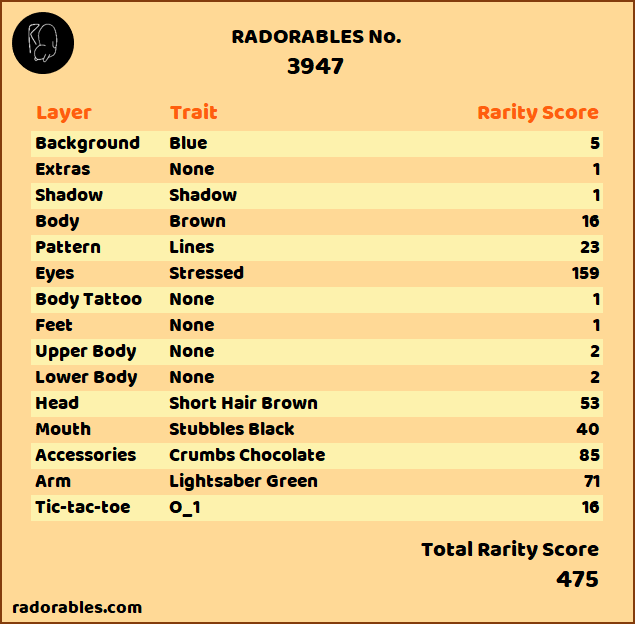 RADORABLES No.
3947
Layer Trait Rarity Score
Background Blue 5
Extras None 1
Shadow Shadow 1
Body Brown 16
Pattern Lines 23
Eyes Stressed 159
Body Tattoo None 1
Feet None 1
Upper Body None 2
Lower Body None 2
Head Short Hair Brown 53
Mouth Stubbles Black 40
Accessories Crumbs Chocolate 85
Arm Lightsaber Green 71
Tic-tac-toe O_1 16
Total Rarity Score
475
radorables.com